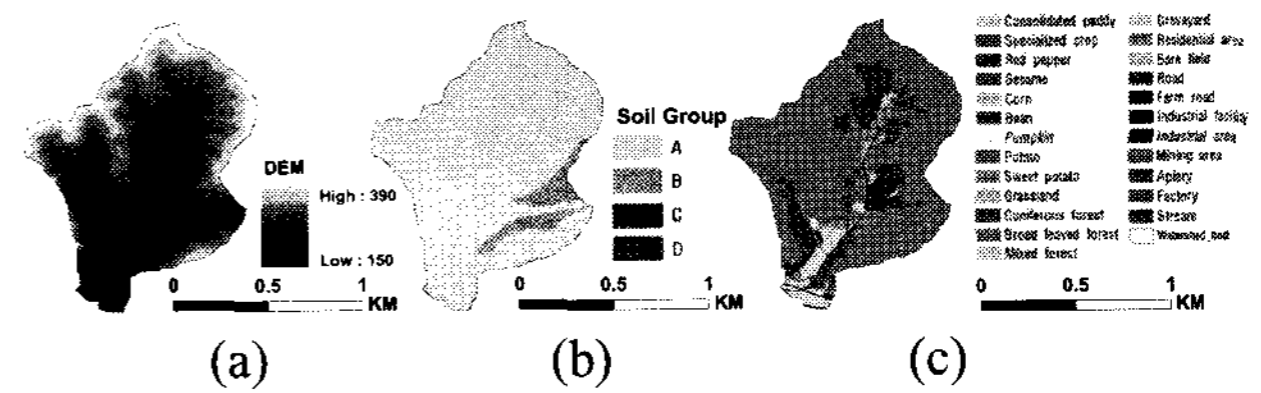 DEM
High : 390
Low : 150
0 0.5 1
KM
(a)
Soil Group
A
B
C
D
0 0.5 1
KM
(b)
Consolidated paddy
Specialized crop
Red pepper
Sesame
Corn
Bean
Pumpkin
Potato
Sweet potato
Grassland
Coniferous forest
Broad leaved forest
Mixed forest
Graveyard
Residential area
Bare field
Road
Farm road
Industrial facility
Industrial area
Mining area
Apiary
Factory
Stream
0 0.5 1
KM
(c)